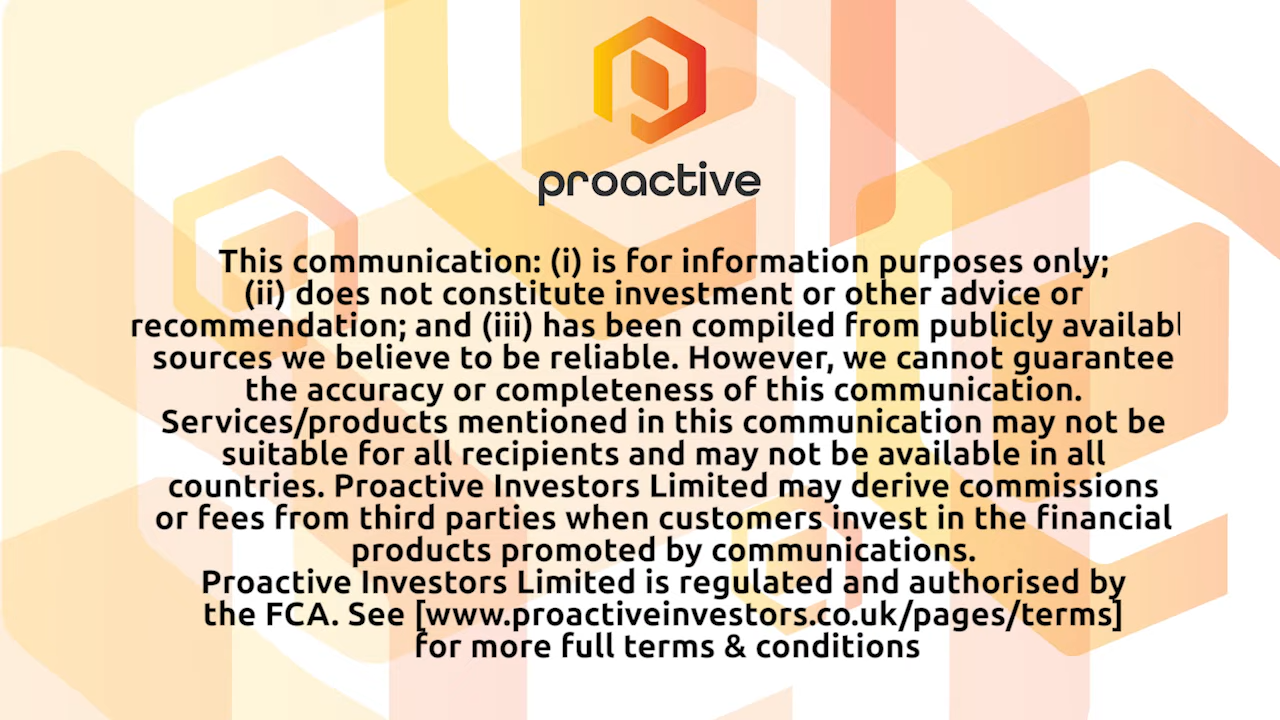 proactive
This communication: (i) is for information purposes only;
(ii) does not constitute investment or other advice or
recommendation; and (iii) has been compiled from publicly availabl
sources we believe to be reliable. However, we cannot guarantee
the accuracy or completeness of this communication.
Services/products mentioned in this communication may not be
suitable for all recipients and may not be available in all
countries. Proactive Investors Limited may derive commissions
or fees from third parties when customers invest in the financial
products promoted by communications.
Proactive Investors Limited is regulated and authorised by
the FCA. See [www.proactiveinvestors.co.uk/pages/terms]
for more full terms & conditions